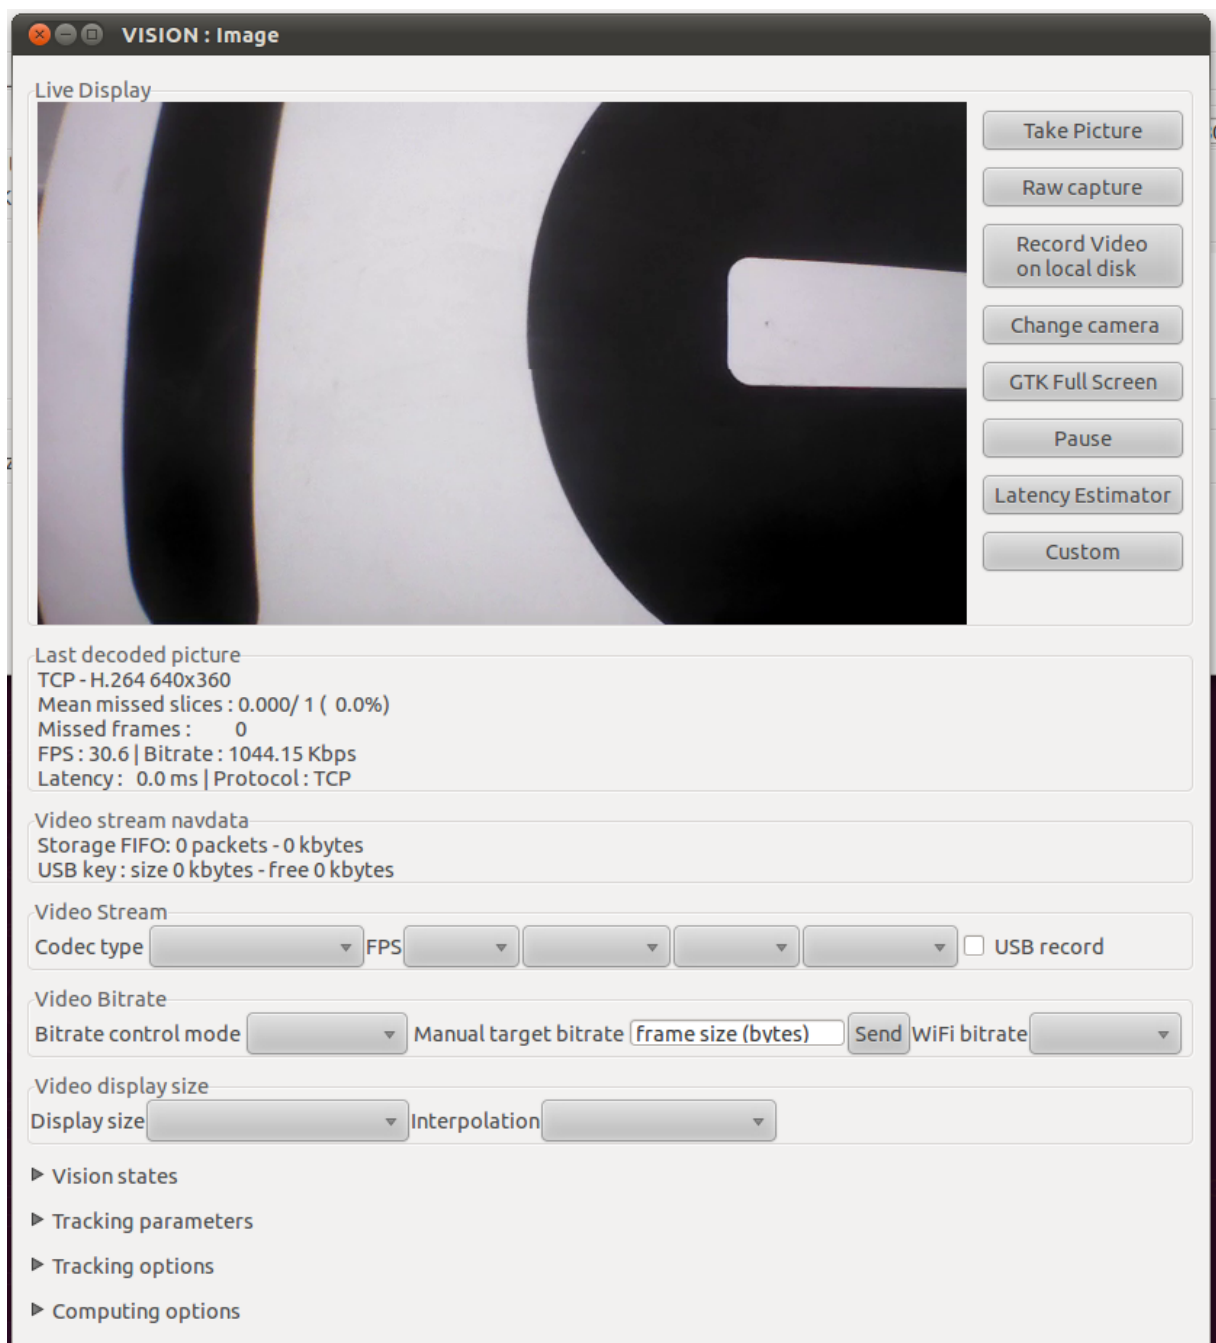 VISION : Image
Live Display
Take Picture
Raw capture
Record Video
on local disk
Change camera
GTK Full Screen
Pause
Latency Estimator
Custom
Last decoded picture
TCP - H.264 640x360
Mean missed slices : 0.000/ 1 (  0.0%)
Missed frames :        0
FPS : 30.6 | Bitrate : 1044.15 Kbps
Latency :   0.0 ms | Protocol : TCP
Video stream navdata
Storage FIFO: 0 packets - 0 kbytes
USB key : size 0 kbytes - free 0 kbytes
Video Stream
Codec type FPS USB record
Video Bitrate
Bitrate control mode Manual target bitrate frame size (bytes) Send WiFi bitrate
Video display size
Display size Interpolation
Vision states
Tracking parameters
Tracking options
Computing options